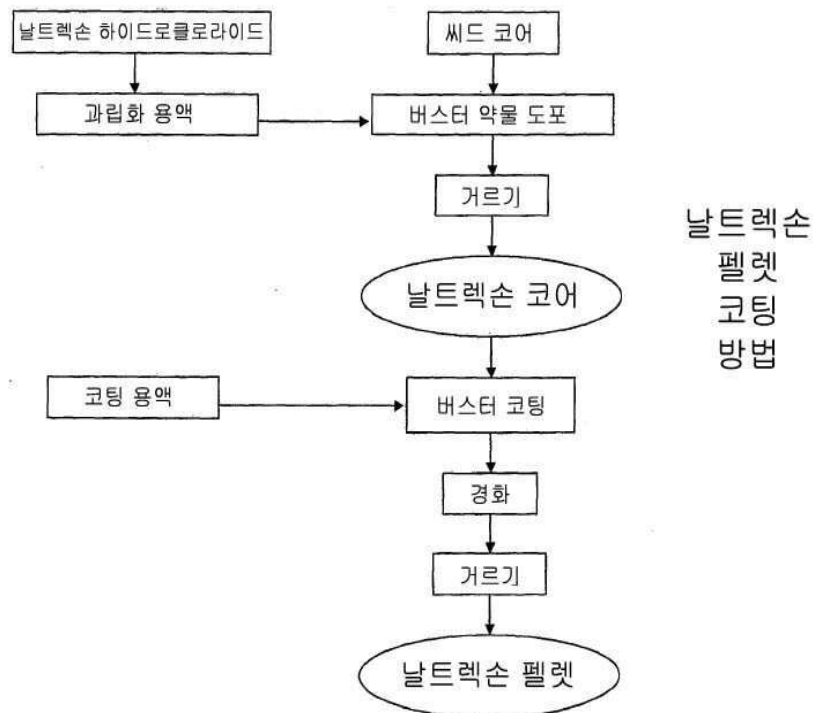 날트렉손 하이드로클로라이드
씨드 코어
과립화 용액
버스터 약물 도포
거르기
날트렉손 코어
날트렉손
펠렛
코팅
방법
코팅 용액
버스터 코팅
경화
거르기
날트렉손 펠렛